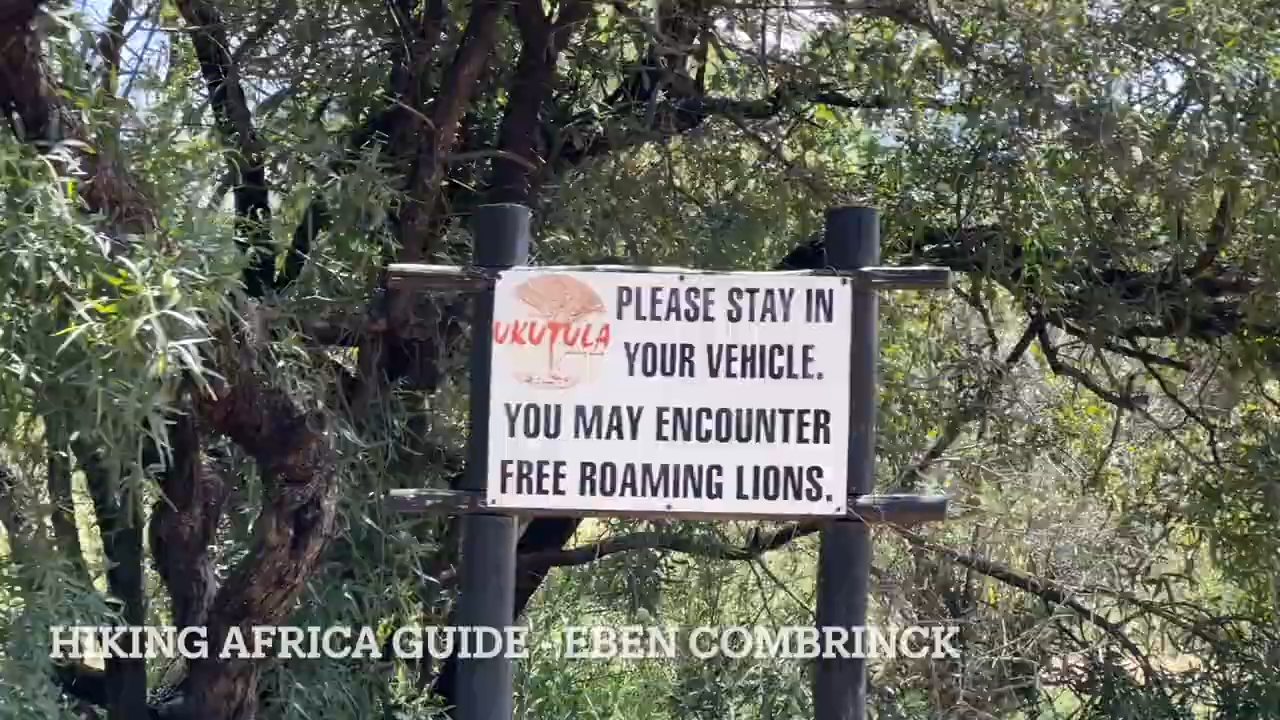 UKUTULA
PLEASE STAY IN
YOUR VEHICLE.
YOU MAY ENCOUNTER
FREE ROAMING LIONS.
HIKING AFRICA GUIDE - EBEN COMBRINCK